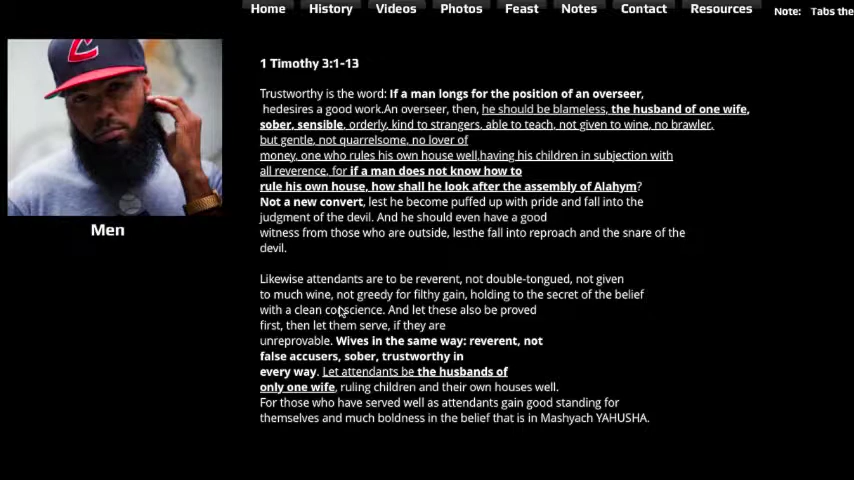 Home History Videos Photos Feast Notes Contact Resources Note: Tabs the
1 Timothy 3:1-13
Trustworthy is the word: If a man longs for the position of an overseer,
hedesires a good work.An overseer, then, he should be blameless, the husband of one wife,
sober, sensible, orderly, kind to strangers, able to teach, not given to wine, no brawler,
but gentle, not quarrelsome, no lover of
money, one who rules his own house well,having his children in subjection with
all reverence, for if a man does not know how to
rule his own house, how shall he look after the assembly of Alahym?
Not a new convert, lest he become puffed up with pride and fall into the
judgment of the devil. And he should even have a good
witness from those who are outside, lesthe fall into reproach and the snare of the
devil.
Likewise attendants are to be reverent, not double-tongued, not given
to much wine, not greedy for filthy gain, holding to the secret of the belief
with a clean conscience. And let these also be proved
first, then let them serve, if they are
unreprovable. Wives in the same way: reverent, not
false accusers, sober, trustworthy in
every way. Let attendants be the husbands of
only one wife, ruling children and their own houses well.
For those who have served well as attendants gain good standing for
themselves and much boldness in the belief that is in Mashyach YAHUSHA.
Men